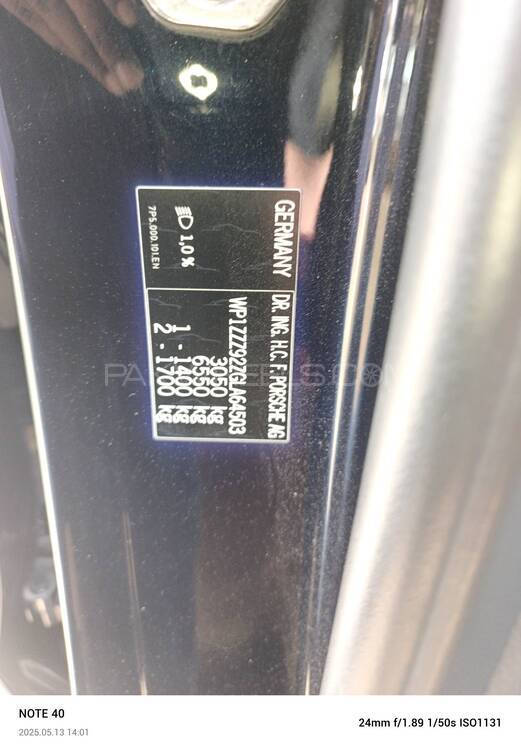 GERMANY
1,0 %
7P5.000.101.EN
DR. ING. H.C. F. PORSCHE AG
WP1ZZZ92ZGLA64503
3050 kg
6550 kg
1 - 1400 kg
2 - 1700 kg
NOTE 40
2025.05.13 14:01
24mm f/1.89 1/50s ISO1131